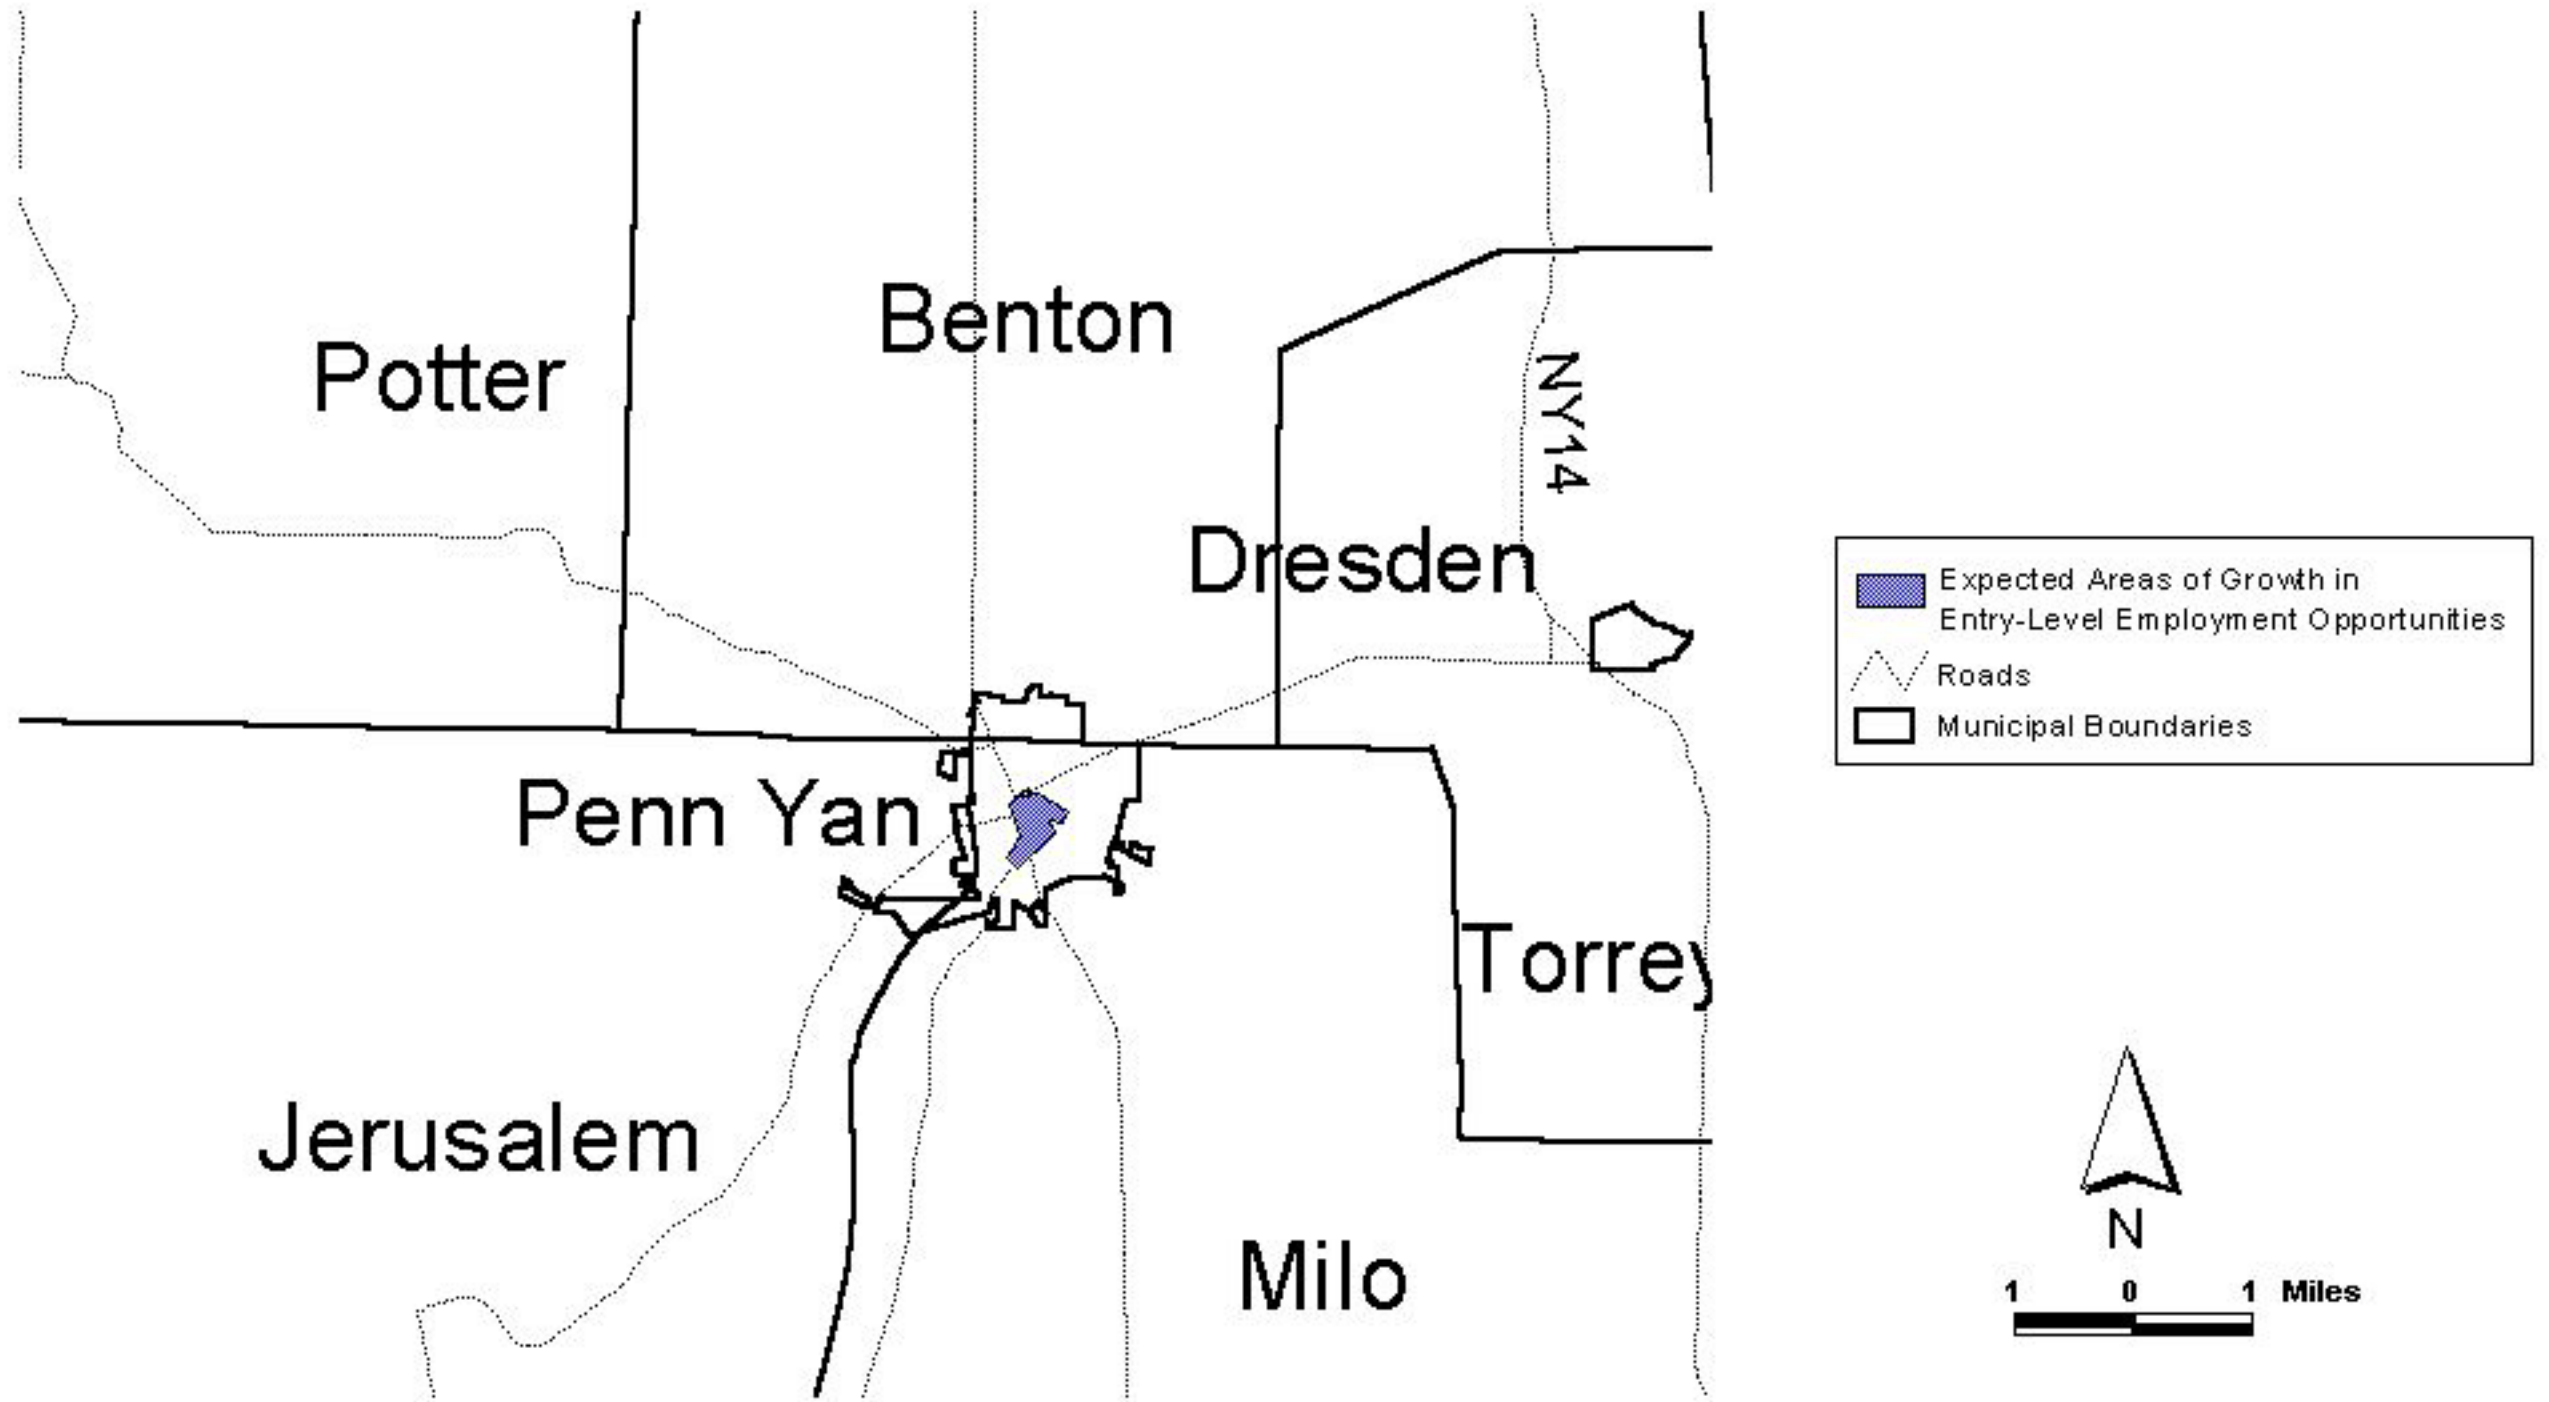 Benton
Potter
NY14
Dresden
Penn Yan
Torrey
Jerusalem
Milo
Expected Areas of Growth in
Entry-Level Employment Opportunities
Roads
Municipal Boundaries
N
1 0 1 Miles